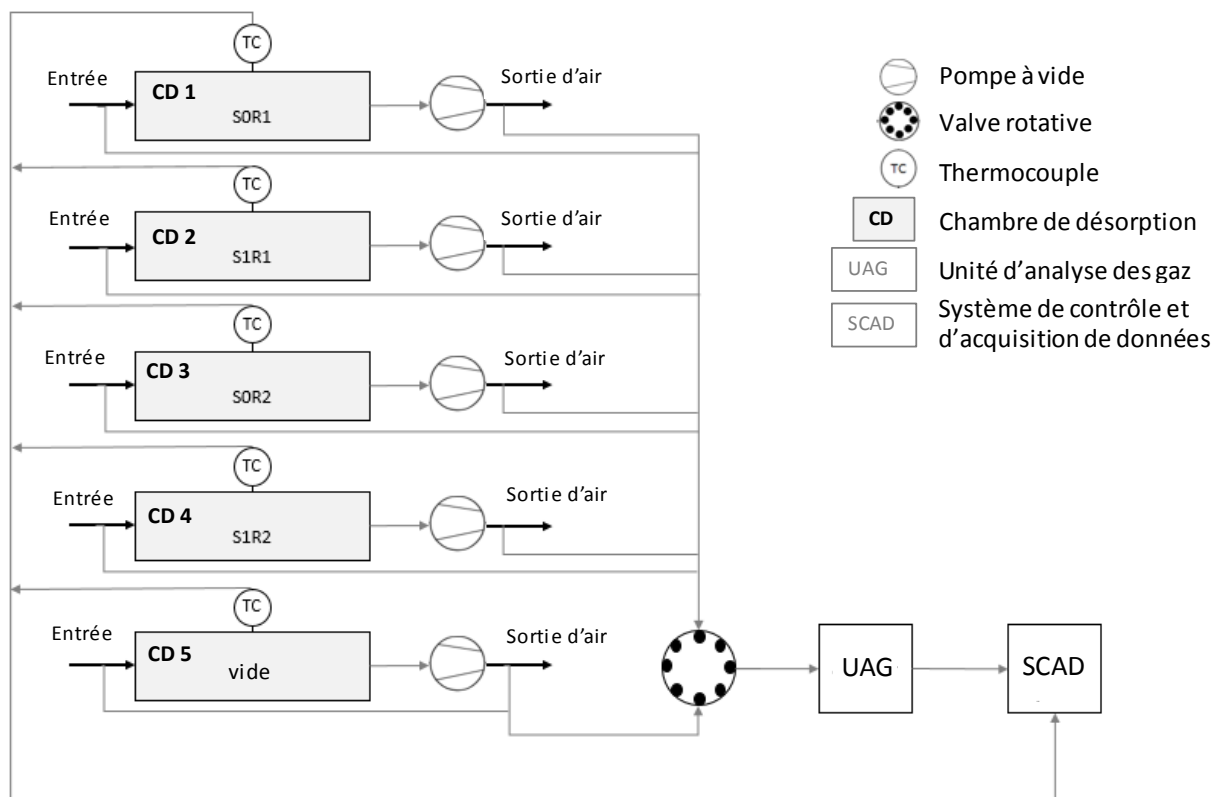 TC
Entrée
CD 1
S0R1
Sortie d'air
TC
Entrée
CD 2
S1R1
Sortie d'air
TC
Entrée
CD 3
S0R2
Sortie d'air
TC
Entrée
CD 4
S1R2
Sortie d'air
TC
Entrée
CD 5
vide
Sortie d'air
UAG
SCAD
Pompe à vide
Valve rotative
TC
Thermocouple
CD
Chambre de désorption
UAG
Unité d'analyse des gaz
SCAD
Système de contrôle et
d'acquisition de données